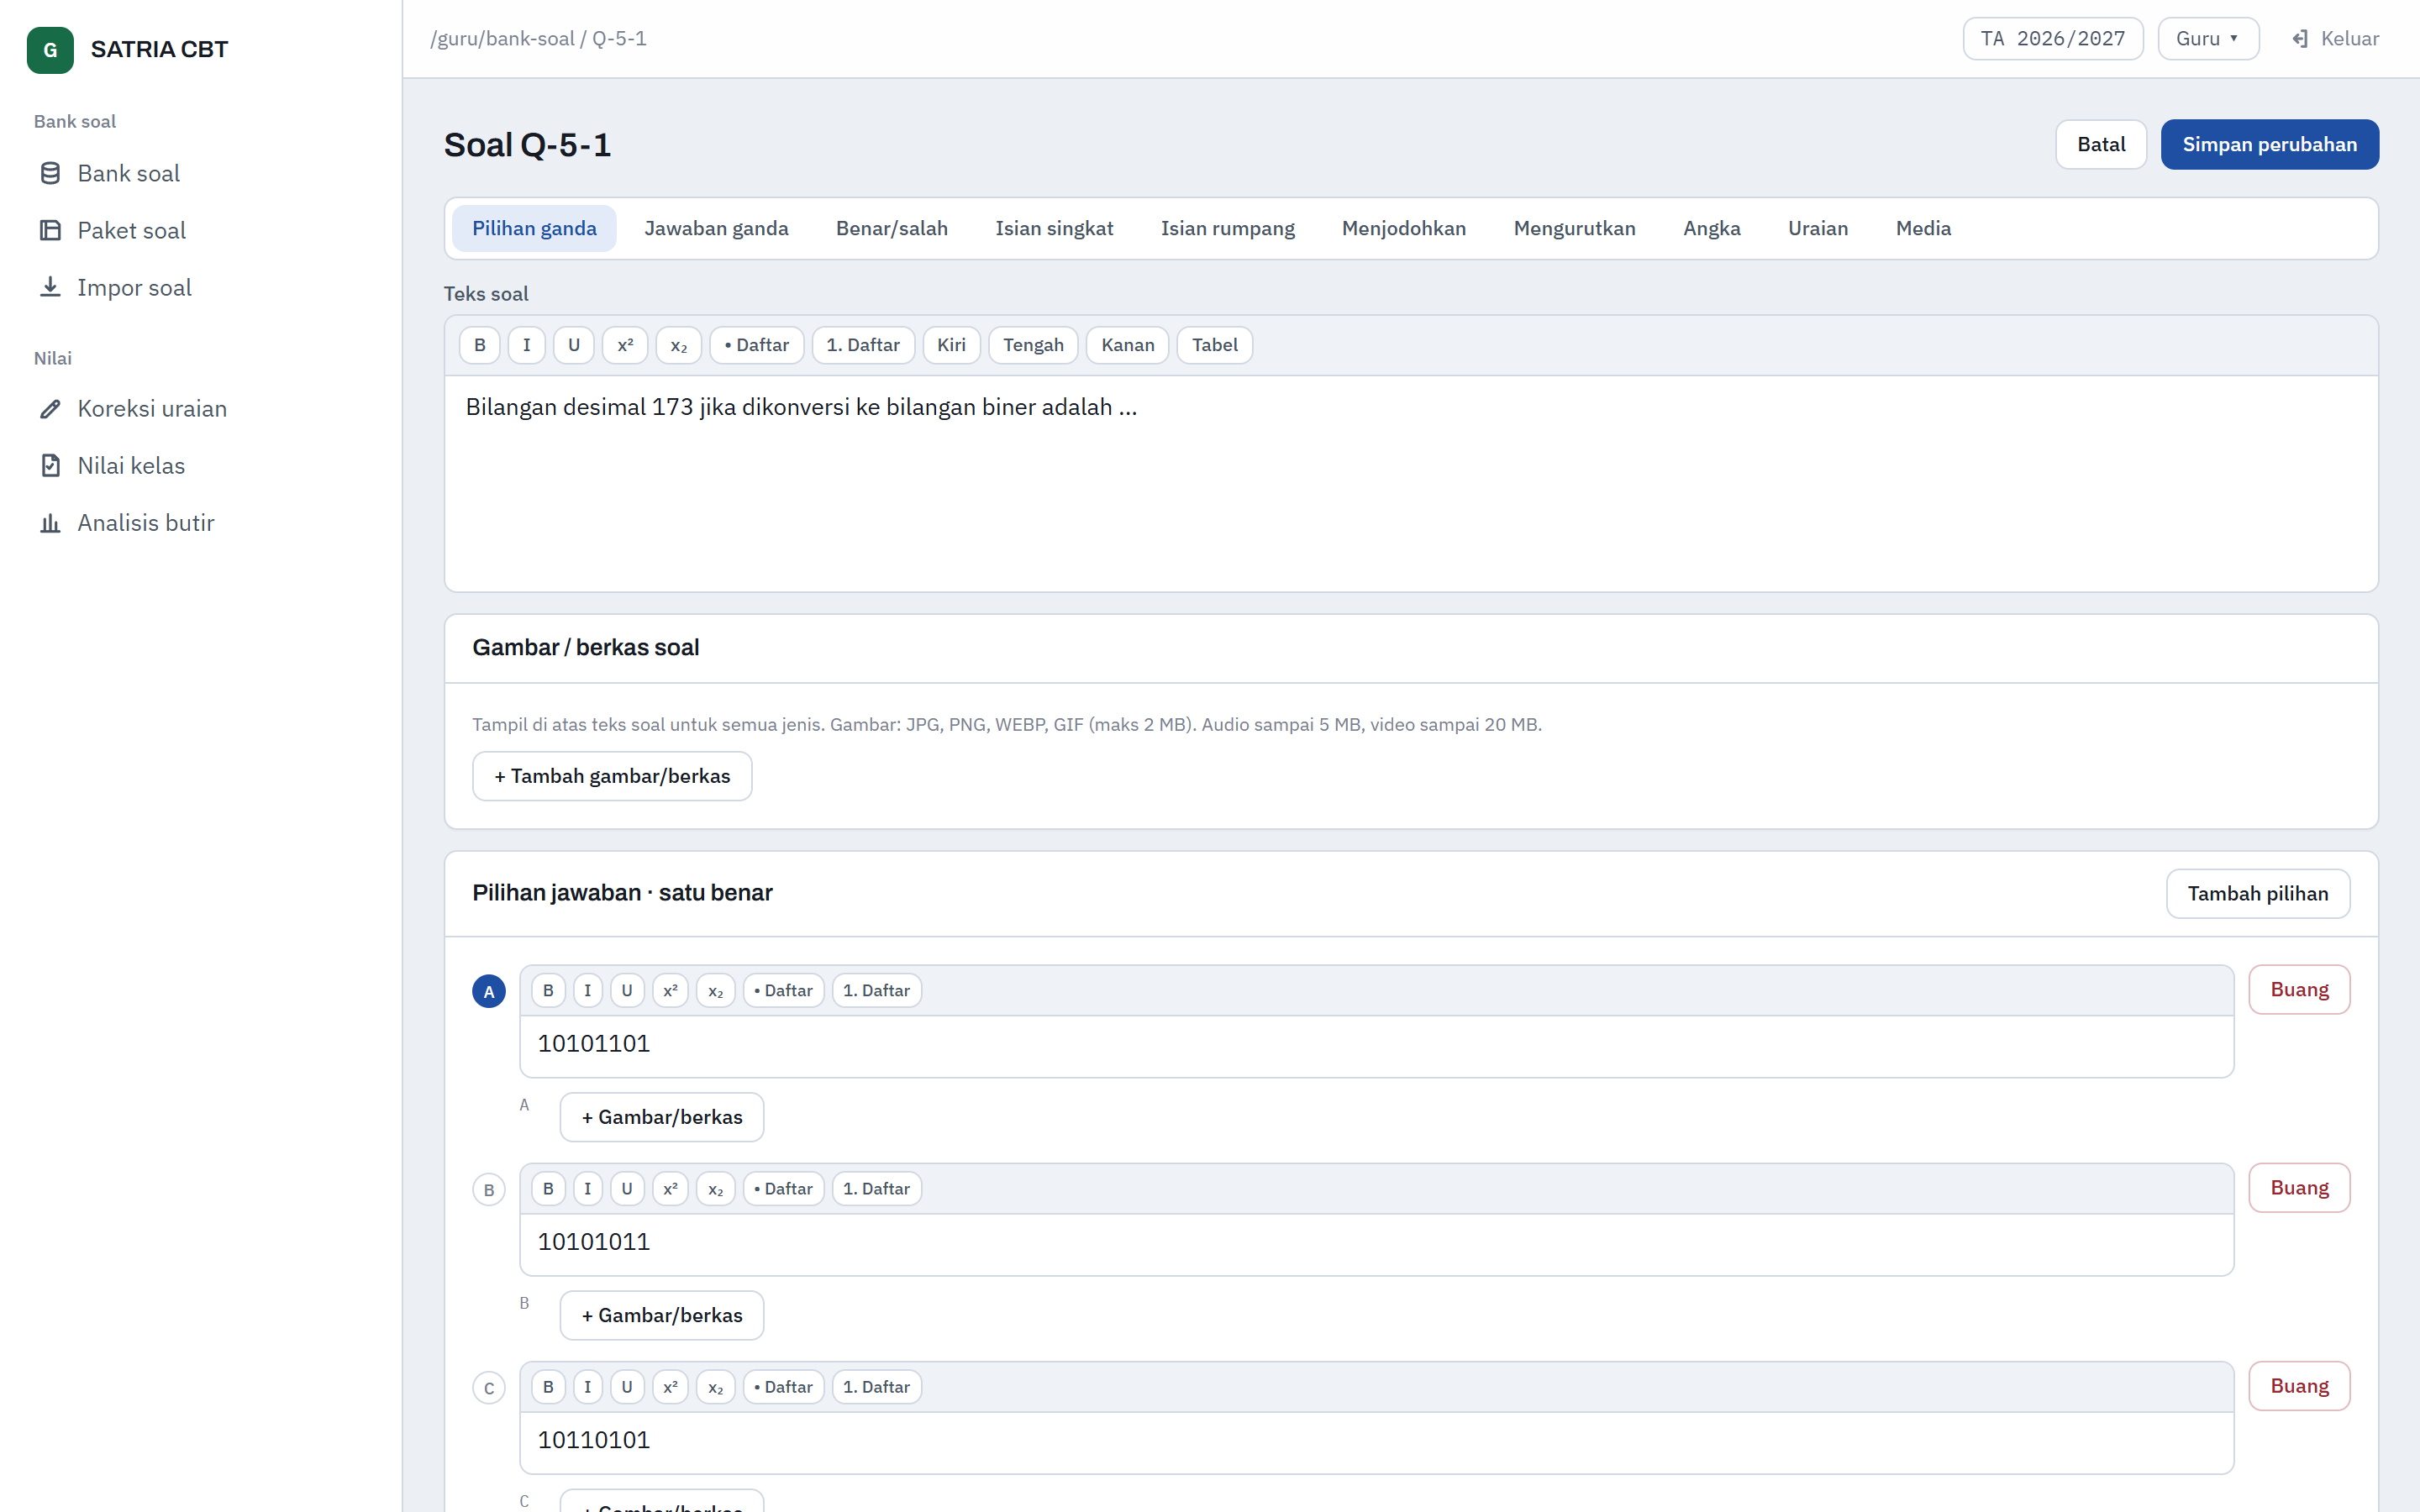 G SATRIA CBT
Bank soal
Bank soal
Paket soal
Impor soal
Nilai
Koreksi uraian
Nilai kelas
Analisis butir
/guru/bank-soal / Q-5-1
TA 2026/2027 Guru ▾ Keluar
Soal Q-5-1
Batal Simpan perubahan
Pilihan ganda Jawaban ganda Benar/salah Isian singkat Isian rumpang Menjodohkan Mengurutkan Angka Uraian Media
Teks soal
B I U x² x₂ • Daftar 1. Daftar Kiri Tengah Kanan Tabel
Bilangan desimal 173 jika dikonversi ke bilangan biner adalah ...
Gambar / berkas soal
Tampil di atas teks soal untuk semua jenis. Gambar: JPG, PNG, WEBP, GIF (maks 2 MB). Audio sampai 5 MB, video sampai 20 MB.
+ Tambah gambar/berkas
Pilihan jawaban · satu benar Tambah pilihan
A B I U x² x₂ • Daftar 1. Daftar Buang
10101101
A + Gambar/berkas
B B I U x² x₂ • Daftar 1. Daftar Buang
10101011
B + Gambar/berkas
C B I U x² x₂ • Daftar 1. Daftar Buang
10110101
C + Gambar/berkas